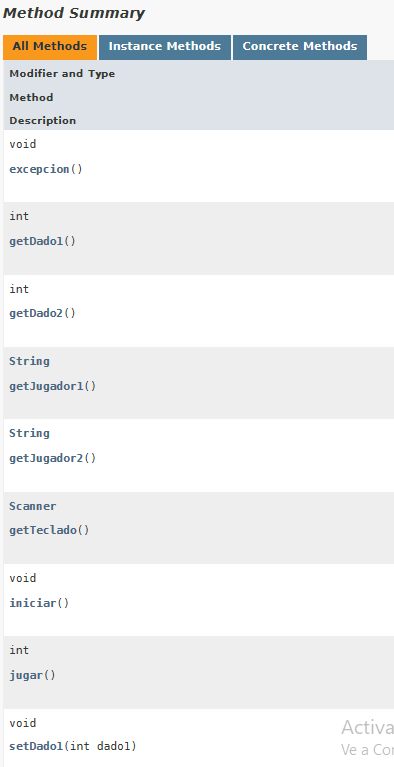 Method Summary
All Methods Instance Methods Concrete Methods
Modifier and Type
Method
Description
void
excepcion()
int
getDado1()
int
getDado2()
String
getJugador1()
String
getJugador2()
Scanner
getTeclado()
void
iniciar()
int
jugar()
void
setDado1(int dado1)
Activa
Ve a Con